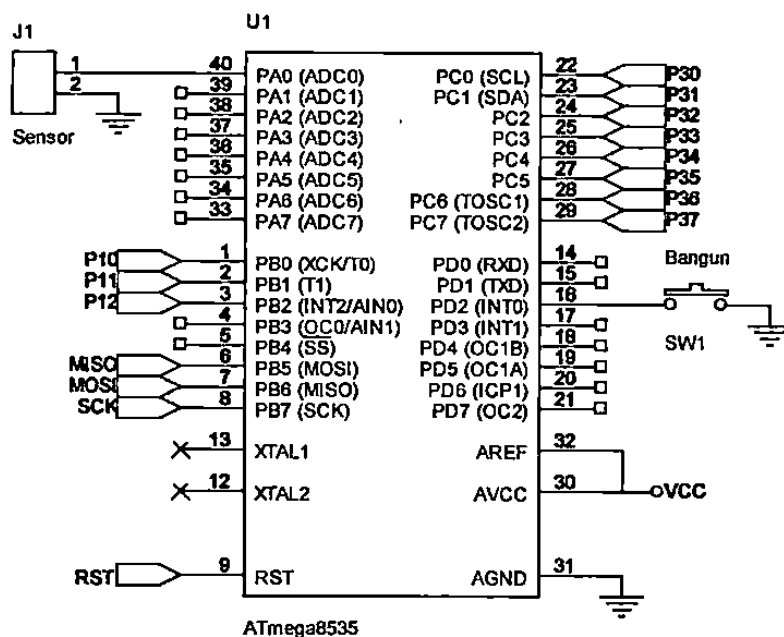 J1
U1
1
2
Sensor
40 PA0 (ADC0)
39 PA1 (ADC1)
38 PA2 (ADC2)
37 PA3 (ADC3)
36 PA4 (ADC4)
35 PA5 (ADC5)
34 PA6 (ADC6)
33 PA7 (ADC7)
P10 1 PB0 (XCK/T0)
P11 2 PB1 (T1)
P12 3 PB2 (INT2/AIN0)
4 PB3 (OC0/AIN1)
5 PB4 (SS)
MISO 6 PB5 (MOSI)
MOSI 7 PB6 (MISO)
SCK 8 PB7 (SCK)
13 XTAL1
12 XTAL2
RST 9 RST
PC0 (SCL) 22 P30
PC1 (SDA) 23 P31
PC2 24 P32
PC3 25 P33
PC4 26 P34
PC5 27 P35
PC6 (TOSC1) 28 P36
PC7 (TOSC2) 29 P37
PD0 (RXD) 14
PD1 (TXD) 15
PD2 (INT0) 16
PD3 (INT1) 17
PD4 (OC1B) 18
PD5 (OC1A) 19
PD6 (ICP1) 20
PD7 (OC2) 21
Bangun
SW1
AREF 32
AVCC 30 VCC
AGND 31
ATmega8535